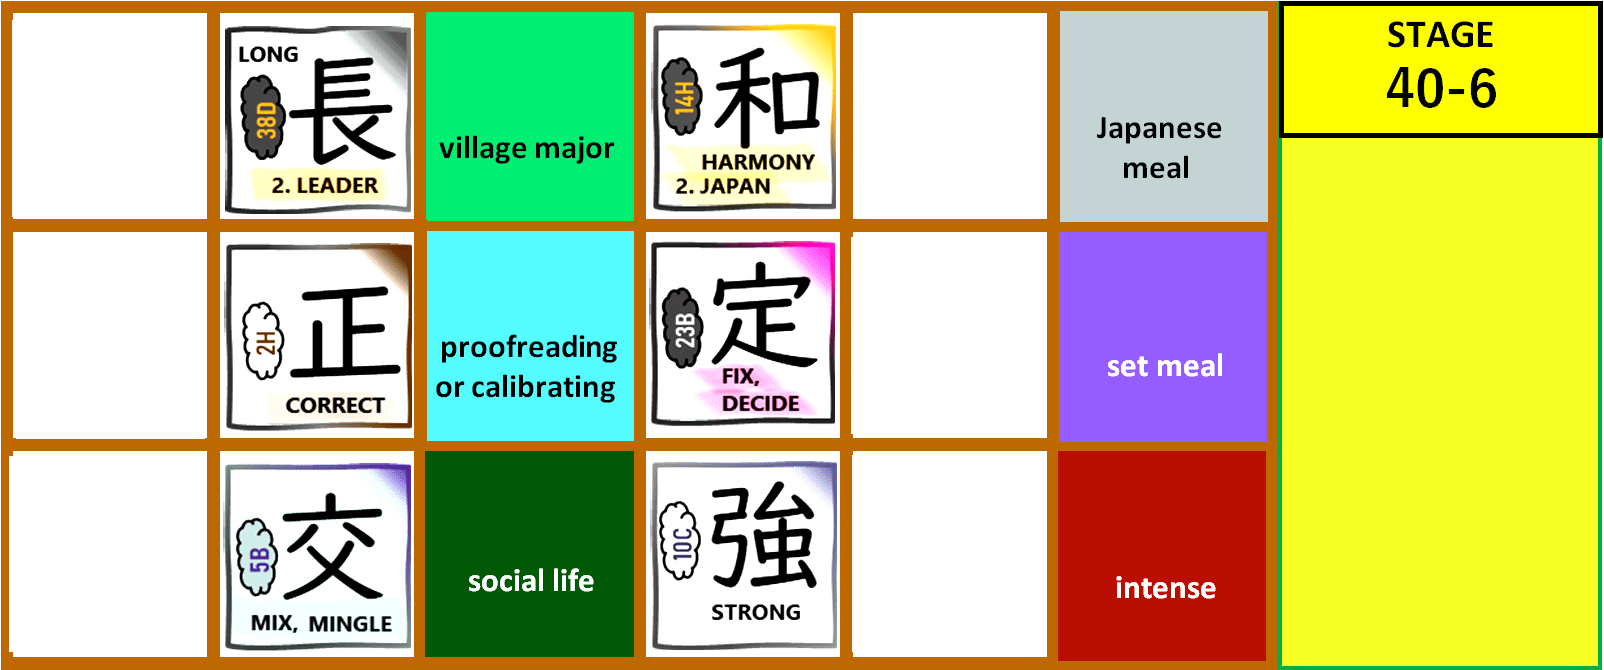 LONG
38D
長
2. LEADER
village major
14H
和
HARMONY
2. JAPAN
Japanese
meal
STAGE
40-6
2H
正
CORRECT
proofreading
or calibrating
23B
定
FIX,
DECIDE
set meal
5B
交
MIX, MINGLE
social life
10C
強
STRONG
intense